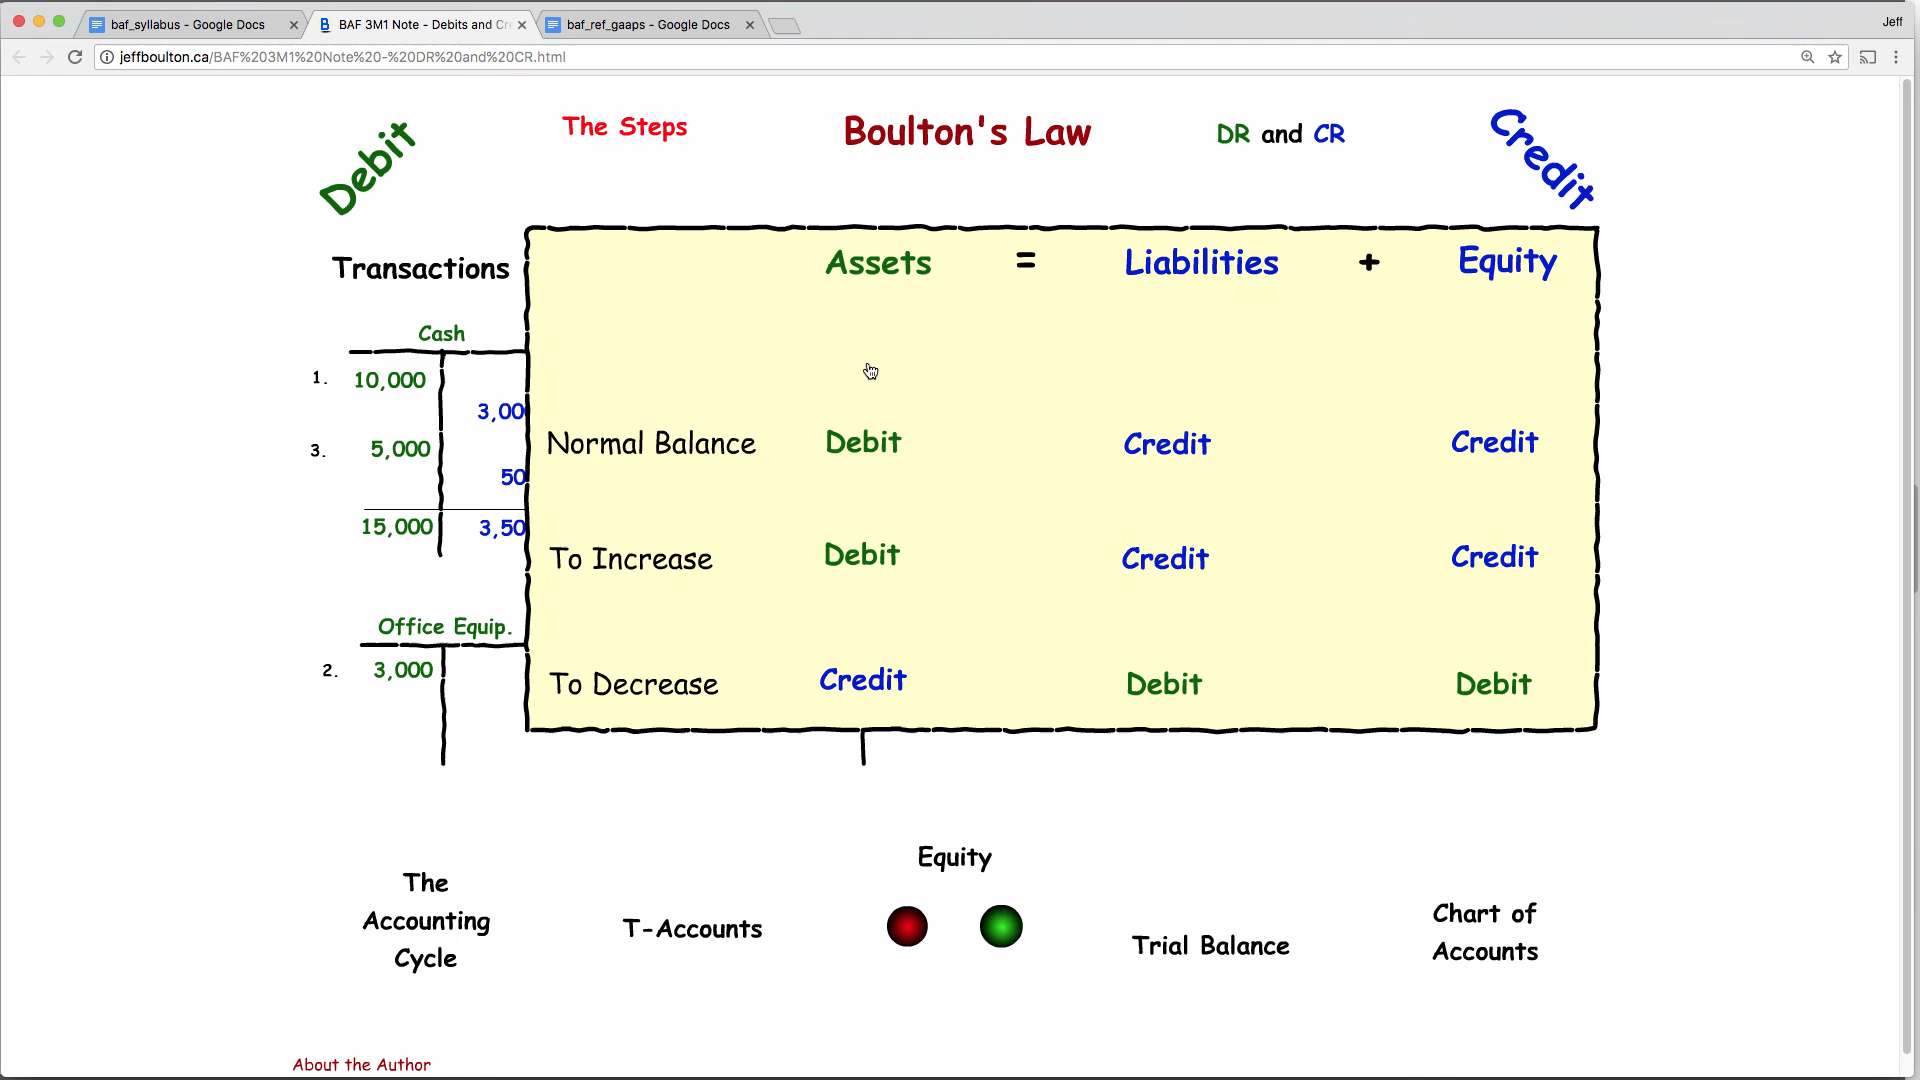 baf_syllabus - Google Docs
BAF 3M1 Note - Debits and Cr
baf_ref_gaaps - Google Docs
Jeff
jeffboulton.ca/BAF%203M1%20Note%20-%20DR%20and%20CR.html
Debit
The Steps
Boulton's Law
DR and CR
Credit
Transactions
Assets = Liabilities + Equity
Cash
1. 10,000
3,00
Normal Balance Debit Credit Credit
3. 5,000
50
15,000 3,50
To Increase Debit Credit Credit
Office Equip.
2. 3,000
To Decrease Credit Debit Debit
Equity
The
Accounting
Cycle
T-Accounts
Trial Balance
Chart of
Accounts
About the Author